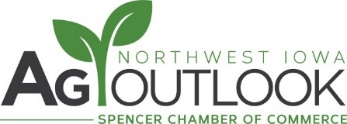 NORTHWEST IOWA
AG OUTLOOK
SPENCER CHAMBER OF COMMERCE